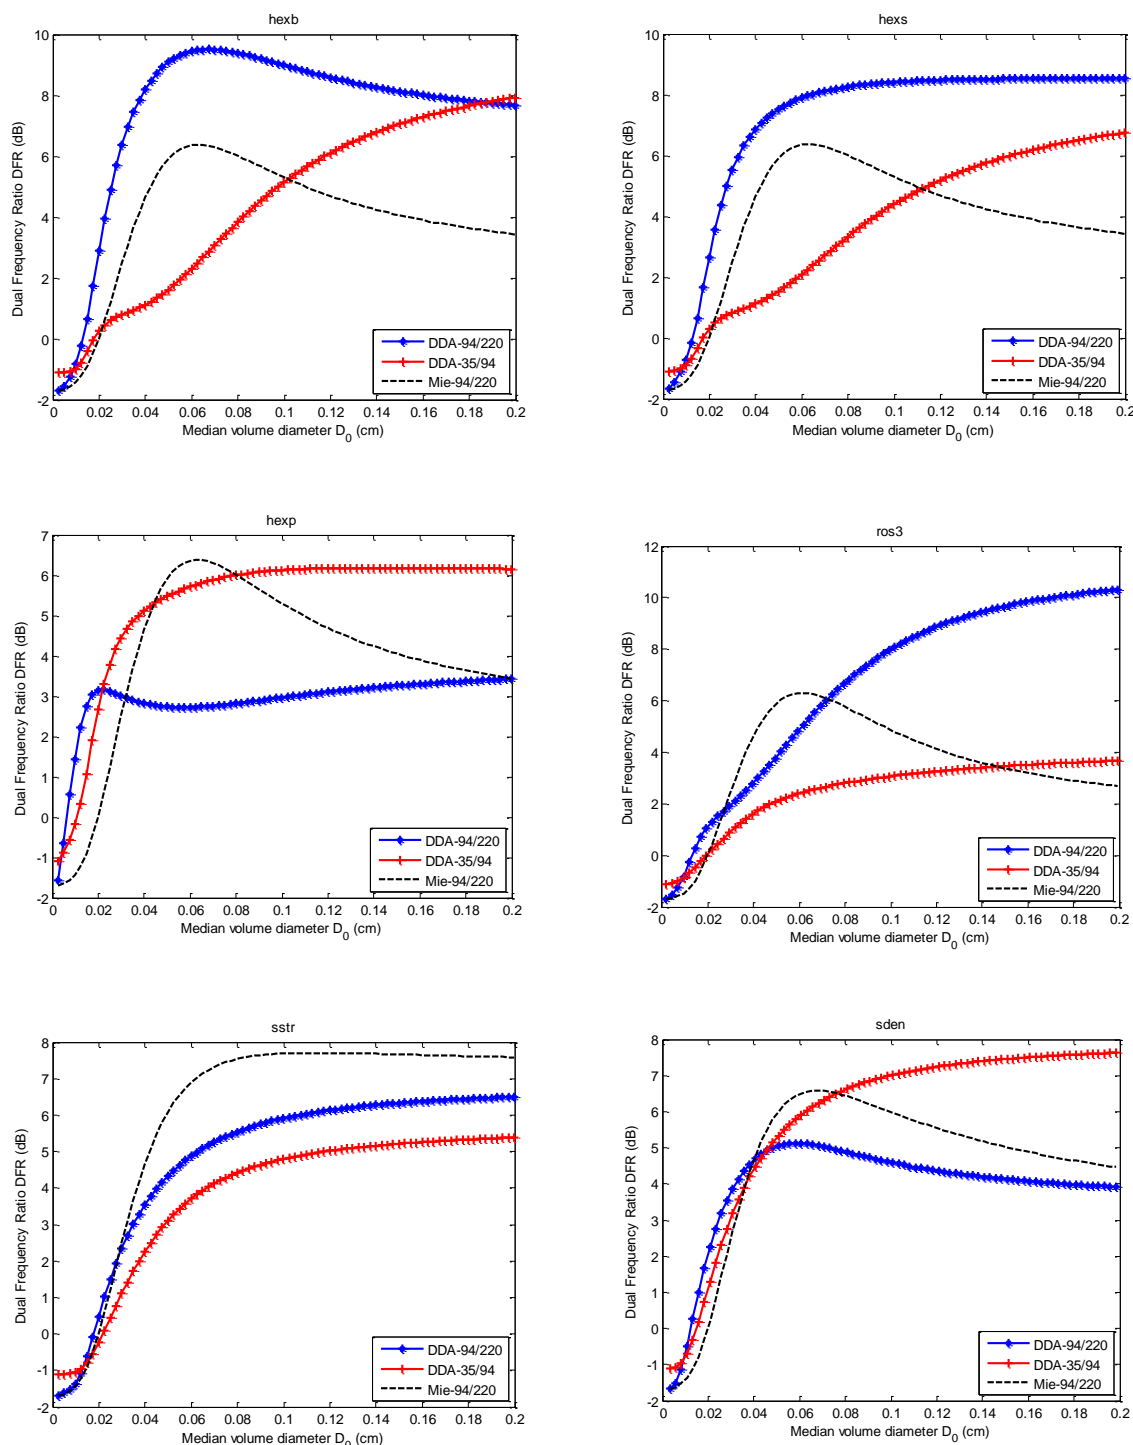 hexb
10
8
6
4
2
0
-2
0 0.02 0.04 0.06 0.08 0.1 0.12 0.14 0.16 0.18 0.2
Dual Frequency Ratio DFR (dB)
Median volume diameter D0 (cm)
DDA-94/220
DDA-35/94
Mie-94/220
hexs
10
8
6
4
2
0
-2
0 0.02 0.04 0.06 0.08 0.1 0.12 0.14 0.16 0.18 0.2
Dual Frequency Ratio DFR (dB)
Median volume diameter D0 (cm)
DDA-94/220
DDA-35/94
Mie-94/220
hexp
7
6
5
4
3
2
1
0
-1
-2
0 0.02 0.04 0.06 0.08 0.1 0.12 0.14 0.16 0.18 0.2
Dual Frequency Ratio DFR (dB)
Median volume diameter D0 (cm)
DDA-94/220
DDA-35/94
Mie-94/220
ros3
12
10
8
6
4
2
0
-2
0 0.02 0.04 0.06 0.08 0.1 0.12 0.14 0.16 0.18 0.2
Dual Frequency Ratio DFR (dB)
Median volume diameter D0 (cm)
DDA-94/220
DDA-35/94
Mie-94/220
sstr
8
7
6
5
4
3
2
1
0
-1
-2
0 0.02 0.04 0.06 0.08 0.1 0.12 0.14 0.16 0.18 0.2
Dual Frequency Ratio DFR (dB)
Median volume diameter D0 (cm)
DDA-94/220
DDA-35/94
Mie-94/220
sden
8
7
6
5
4
3
2
1
0
-1
-2
0 0.02 0.04 0.06 0.08 0.1 0.12 0.14 0.16 0.18 0.2
Dual Frequency Ratio DFR (dB)
Median volume diameter D0 (cm)
DDA-94/220
DDA-35/94
Mie-94/220